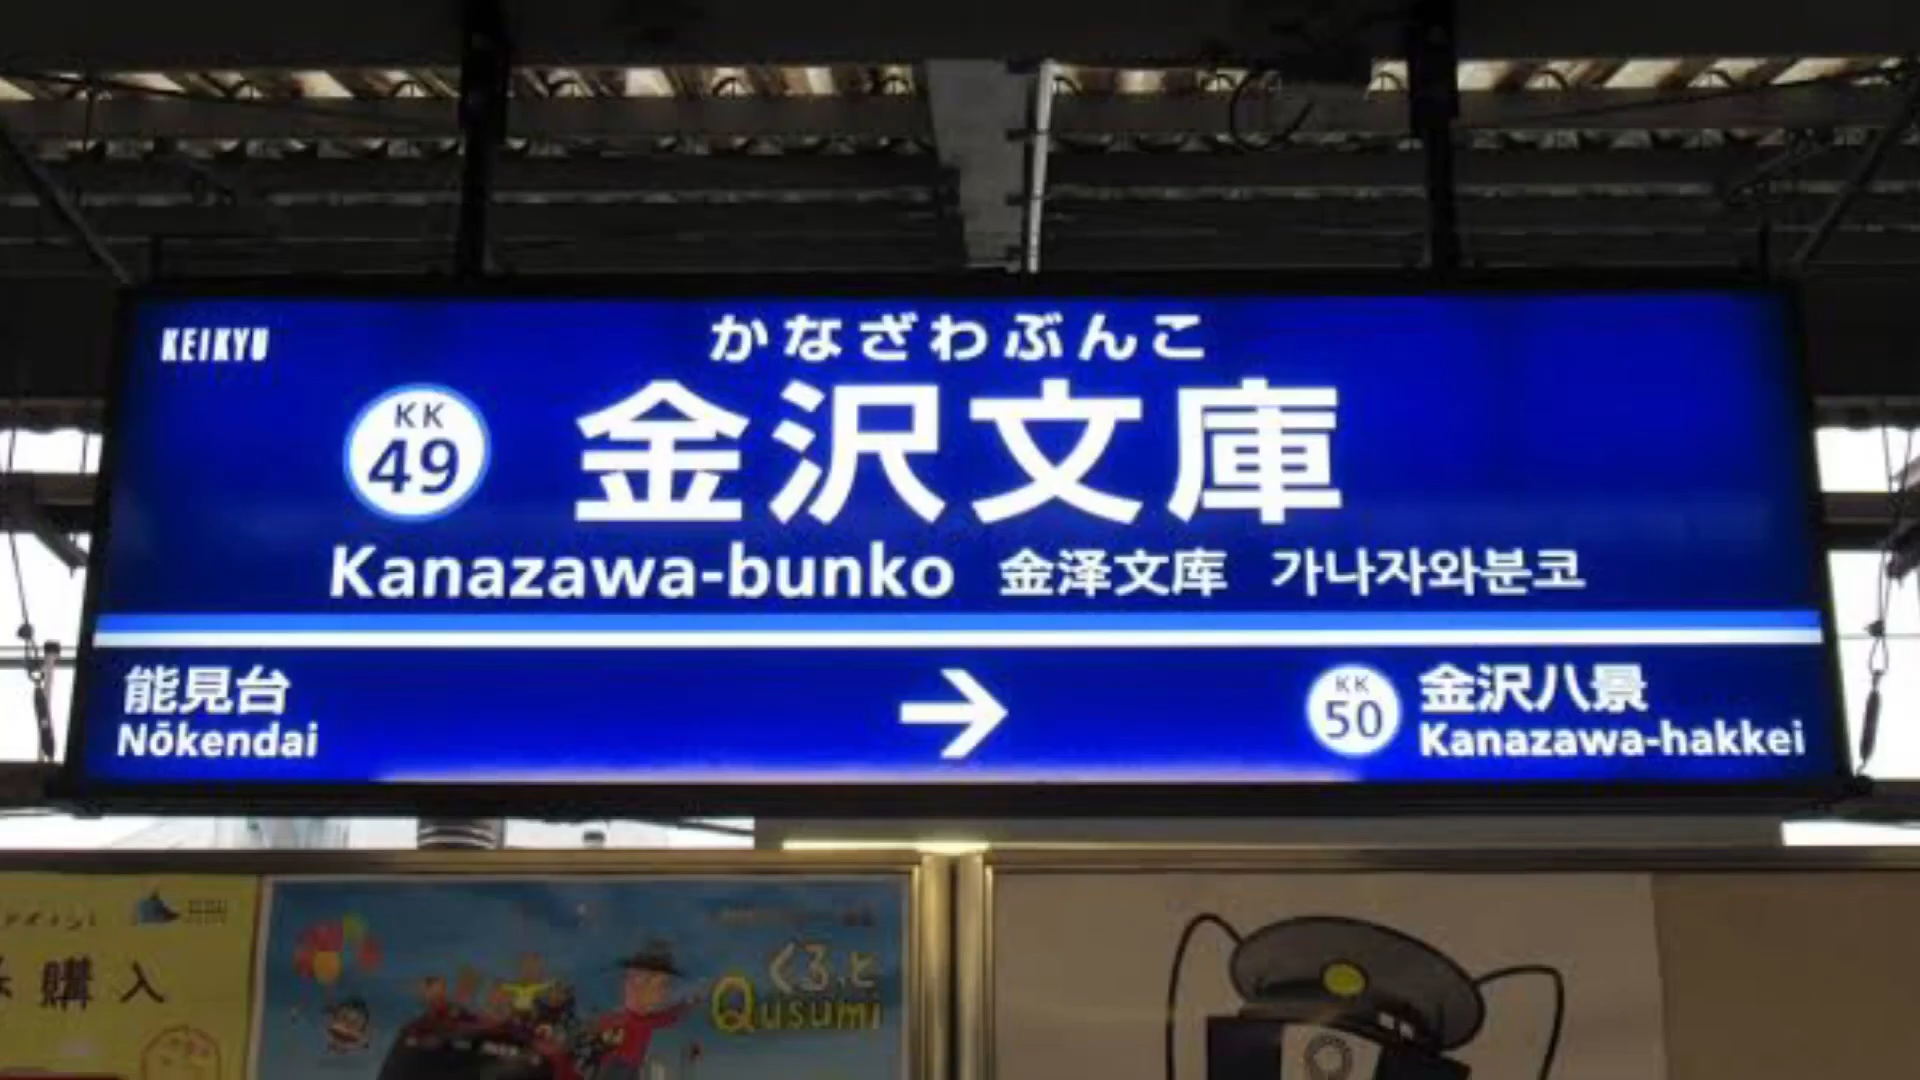 KEIKYU
かなざわぶんこ
KK
49
金沢文庫
Kanazawa-bunko 金泽文库 가나자와분코
能見台
Nōkendai
→
KK
50
金沢八景
Kanazawa-hakkei
購入
くろっと
Qusumi